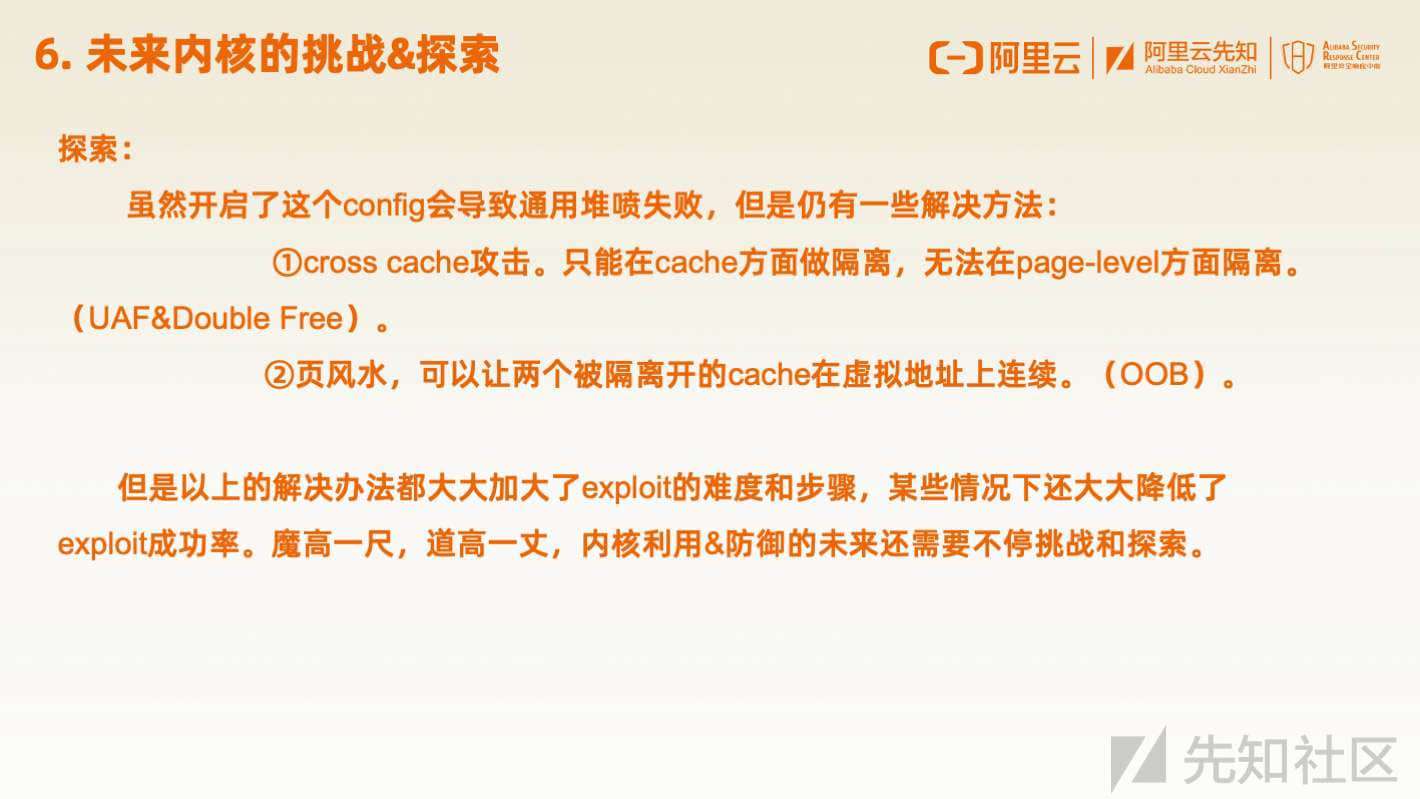 6. 未来内核的挑战&探索
阿里云
阿里云先知
Alibaba Cloud XianZhi
ALIBABA SECURITY
RESPONSE CENTER
阿里安全响应中心
探索：
虽然开启了这个config会导致通用堆喷失败，但是仍有一些解决方法：
①cross cache攻击。只能在cache方面做隔离，无法在page-level方面隔离。
（UAF&Double Free）。
②页风水，可以让两个被隔离开的cache在虚拟地址上连续。（OOB）。
但是以上的解决办法都大大加大了exploit的难度和步骤，某些情况下还大大降低了
exploit成功率。魔高一尺，道高一丈，内核利用&防御的未来还需要不停挑战和探索。
先知社区